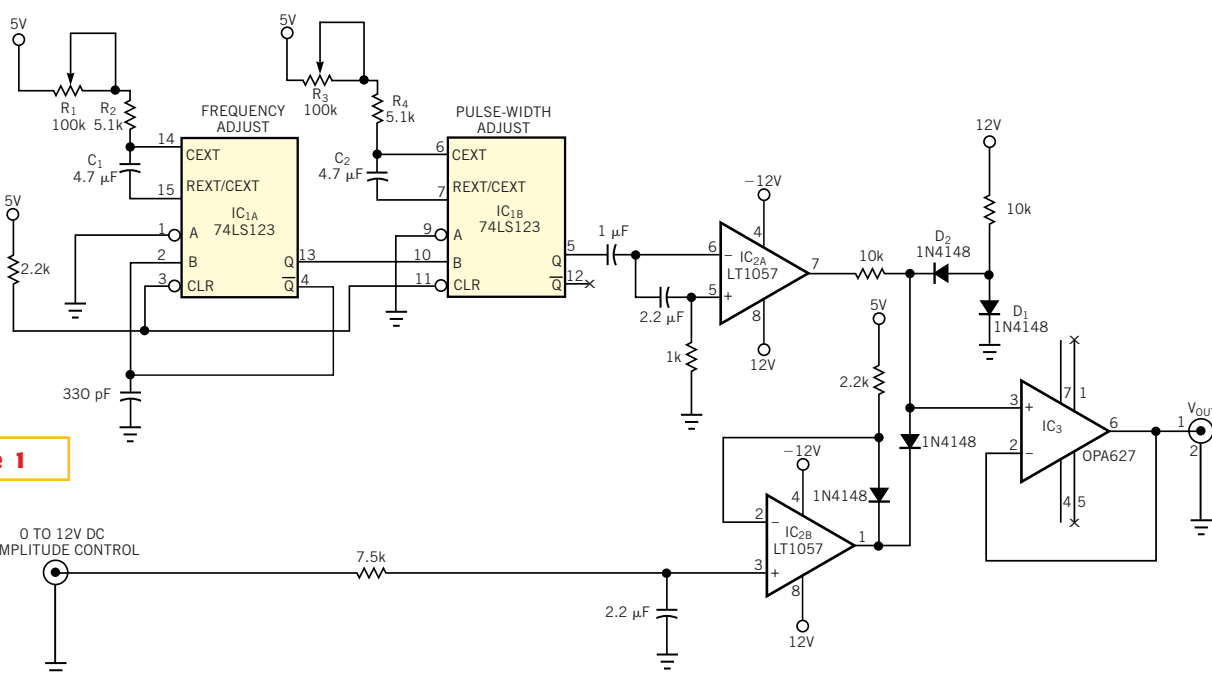 5V
R1
100k
R2
5.1k
C1
4.7 µF
FREQUENCY
ADJUST
14
CEXT
15
REXT/CEXT
IC1A
74LS123
1
A
2
B
3
CLR
Q
13
Q
4
5V
2.2k
330 pF
5V
R3
100k
R4
5.1k
C2
4.7 µF
PULSE-WIDTH
ADJUST
6
CEXT
7
REXT/CEXT
IC1B
74LS123
9
A
10
B
11
CLR
Q
5
Q
12
1 µF
2.2 µF
1k
−12V
4
6
−
IC2A
LT1057
7
5
+
8
12V
10k
D2
1N4148
12V
10k
D1
1N4148
5V
2.2k
1N4148
1N4148
3
+
IC3
2
−
7
1
6
OPA627
4
5
VOUT
1
2
−12V
4
2
−
IC2B
LT1057
1
3
+
8
12V
e 1
0 TO 12V DC
MPLITUDE CONTROL
7.5k
2.2 µF